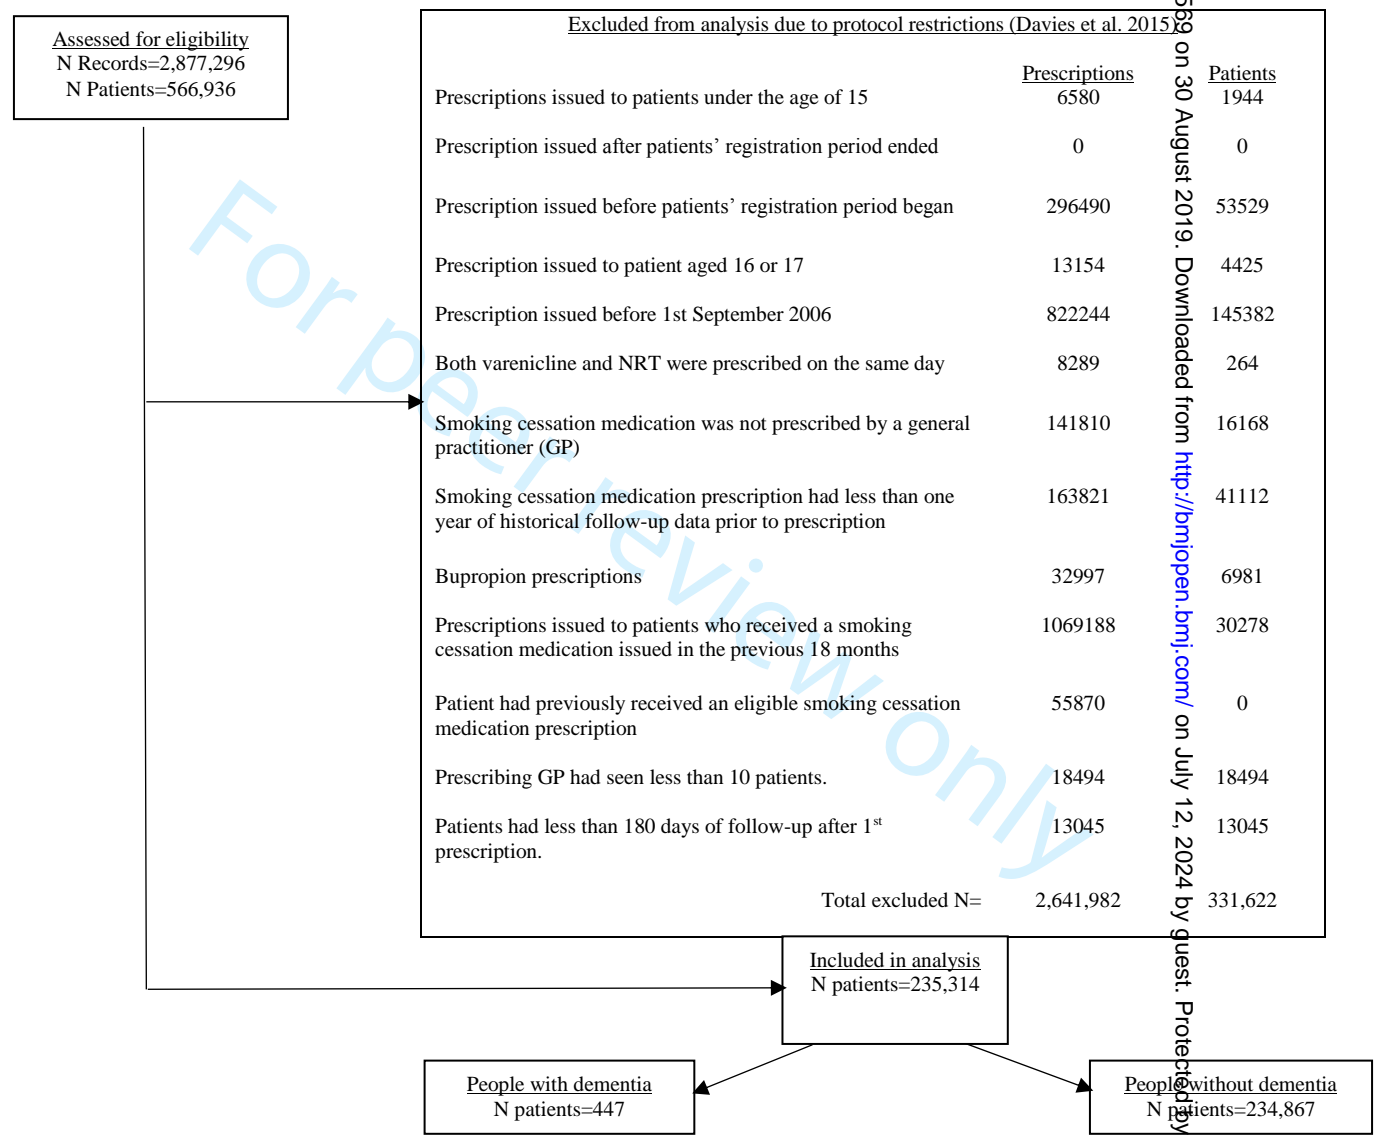 Assessed for eligibility
N Records=2,877,296
N Patients=566,936
Excluded from analysis due to protocol restrictions (Davies et al. 2015)
Prescriptions Patients
Prescriptions issued to patients under the age of 15 6580 1944
Prescription issued after patients’ registration period ended 0 0
Prescription issued before patients’ registration period began 296490 53529
Prescription issued to patient aged 16 or 17 13154 4425
Prescription issued before 1st September 2006 822244 145382
Both varenicline and NRT were prescribed on the same day 8289 264
Smoking cessation medication was not prescribed by a general 141810 16168
practitioner (GP)
Smoking cessation medication prescription had less than one 163821 41112
year of historical follow-up data prior to prescription
Bupropion prescriptions 32997 6981
Prescriptions issued to patients who received a smoking 1069188 30278
cessation medication issued in the previous 18 months
Patient had previously received an eligible smoking cessation 55870 0
medication prescription
Prescribing GP had seen less than 10 patients. 18494 18494
Patients had less than 180 days of follow-up after 1st 13045 13045
prescription.
Total excluded N= 2,641,982 331,622
Included in analysis
N patients=235,314
People with dementia
N patients=447
People without dementia
N patients=234,867
For peer review only
569 on 30 August 2019. Downloaded from http://bmjopen.bmj.com/ on July 12, 2024 by guest. Protected by